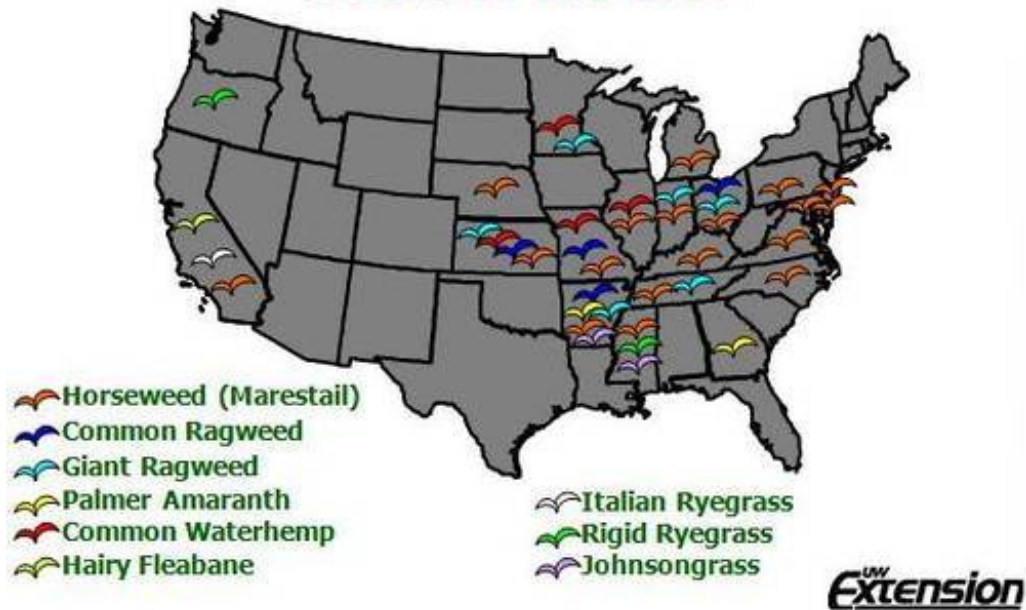 Horseweed (Marestail)
Common Ragweed
Giant Ragweed
Palmer Amaranth
Common Waterhemp
Hairy Fleabane
Italian Ryegrass
Rigid Ryegrass
Johnsongrass
UW
Extension